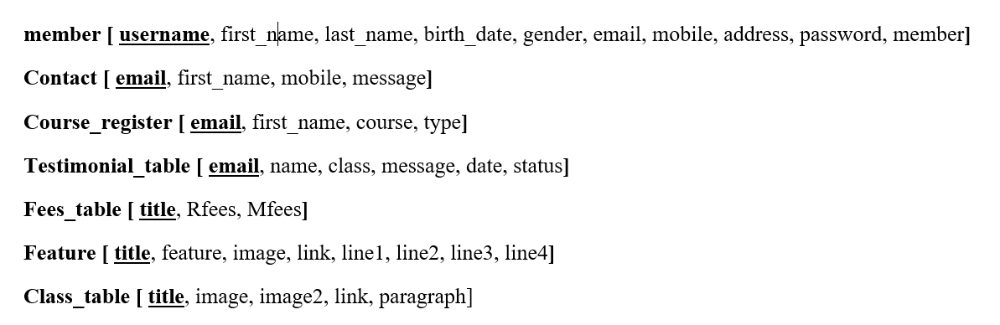 member [ username, first_name, last_name, birth_date, gender, email, mobile, address, password, member]
Contact [ email, first_name, mobile, message]
Course_register [ email, first_name, course, type]
Testimonial_table [ email, name, class, message, date, status]
Fees_table [ title, Rfees, Mfees]
Feature [ title, feature, image, link, line1, line2, line3, line4]
Class_table [ title, image, image2, link, paragraph]